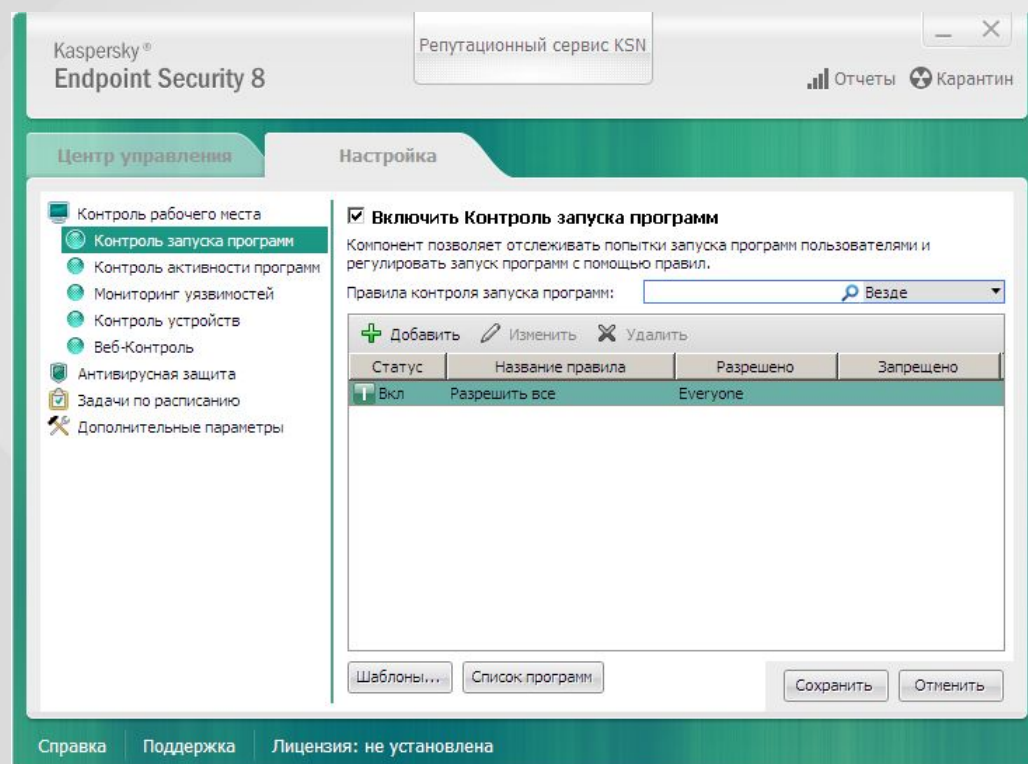 Kaspersky®
Endpoint Security 8
Репутационный сервис KSN
Отчеты
Карантин
Центр управления
Настройка
Контроль рабочего места
Контроль запуска программ
Контроль активности программ
Мониторинг уязвимостей
Контроль устройств
Веб-Контроль
Антивирусная защита
Задачи по расписанию
Дополнительные параметры
Включить Контроль запуска программ
Компонент позволяет отслеживать попытки запуска программ пользователями и
регулировать запуск программ с помощью правил.
Правила контроля запуска программ:
Везде
Добавить
Изменить
Удалить
Статус
Название правила
Разрешено
Запрещено
Вкл
Разрешить все
Everyone
Шаблоны...
Список программ
Сохранить
Отменить
Справка
Поддержка
Лицензия: не установлена